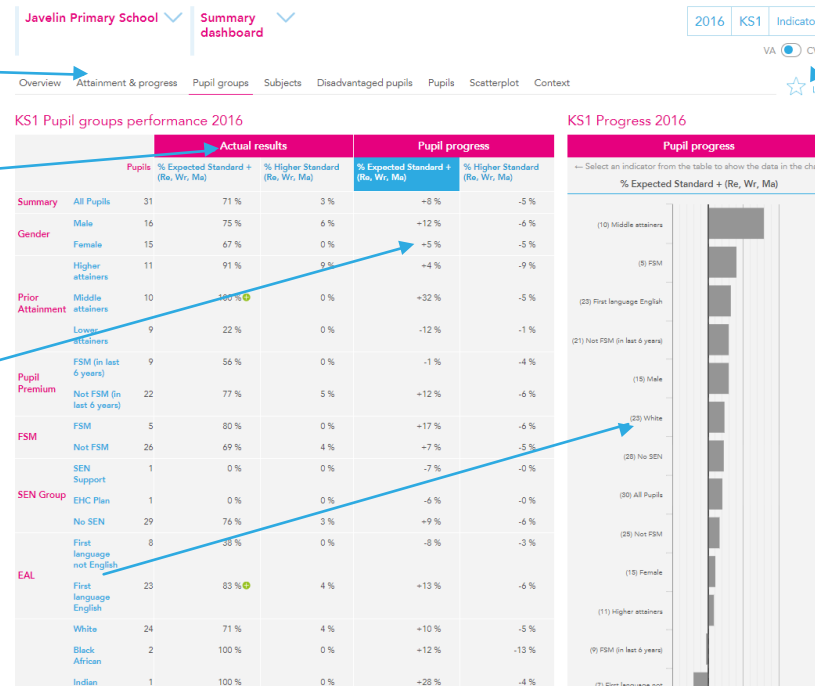 Javelin Primary School
Summary
dashboard
2016 KS1 Indicato
VA
Overview Attainment & progress Pupil groups Subjects Disadvantaged pupils Pupils Scatterplot Context
KS1 Pupil groups performance 2016
Actual results Pupil progress
Pupils % Expected Standard + (Re, Wr, Ma) % Higher Standard (Re, Wr, Ma) % Expected Standard + (Re, Wr, Ma) % Higher Standard (Re, Wr, Ma)
Summary All Pupils 31 71 % 3 % +8 % -5 %
Gender
Male 16 75 % 6 % +12 % -6 %
Female 15 67 % 0 % +5 % -5 %
Prior Attainment
Higher attainers 11 91 % 9 % +4 % -9 %
Middle attainers 10 100 % 0 % +32 % -5 %
Lower attainers 9 22 % 0 % -12 % -1 %
Pupil Premium
FSM (in last 6 years) 9 56 % 0 % -1 % -4 %
Not FSM (in last 6 years) 22 77 % 5 % +12 % -6 %
FSM
FSM 5 80 % 0 % +17 % -6 %
Not FSM 26 69 % 4 % +7 % -5 %
SEN Group
SEN Support 1 0 % 0 % -7 % -0 %
EHC Plan 1 0 % 0 % -6 % -0 %
No SEN 29 76 % 3 % +9 % -6 %
EAL
First language not English 8 38 % 0 % -8 % -3 %
First language English 23 83 % 4 % +13 % -6 %
White 24 71 % 4 % +10 % -5 %
Black African 2 100 % 0 % +12 % -13 %
Indian 1 100 % 0 % +28 % -4 %
KS1 Progress 2016
Pupil progress
← Select an indicator from the table to show the data in the cha
% Expected Standard + (Re, Wr, Ma)
(10) Middle attainers
(5) FSM
(23) First language English
(21) Not FSM (in last 6 years)
(15) Male
(23) White
(28) No SEN
(30) All Pupils
(25) Not FSM
(15) Female
(11) Higher attainers
(9) FSM (in last 6 years)
(7) First language not